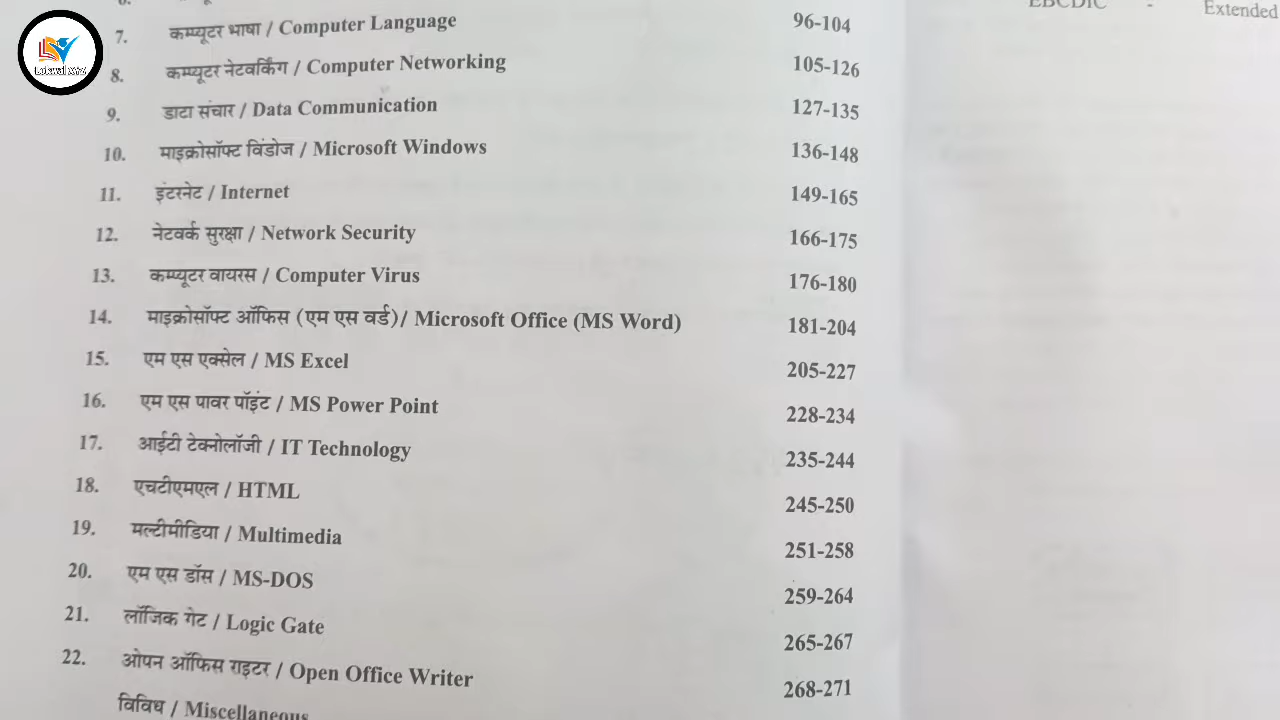 EBCDIC - Extended
Lokwal Xyz
7. कम्प्यूटर भाषा / Computer Language 96-104
8. कम्प्यूटर नेटवर्किंग / Computer Networking 105-126
9. डाटा संचार / Data Communication 127-135
10. माइक्रोसॉफ्ट विंडोज / Microsoft Windows 136-148
11. इंटरनेट / Internet 149-165
12. नेटवर्क सुरक्षा / Network Security 166-175
13. कम्प्यूटर वायरस / Computer Virus 176-180
14. माइक्रोसॉफ्ट ऑफिस (एम एस वर्ड)/ Microsoft Office (MS Word) 181-204
15. एम एस एक्सेल / MS Excel 205-227
16. एम एस पावर पॉइंट / MS Power Point 228-234
17. आईटी टेक्नोलॉजी / IT Technology 235-244
18. एचटीएमएल / HTML 245-250
19. मल्टीमीडिया / Multimedia 251-258
20. एम एस डॉस / MS-DOS 259-264
21. लॉजिक गेट / Logic Gate 265-267
22. ओपन ऑफिस राइटर / Open Office Writer 268-271
विविध / Miscellaneous